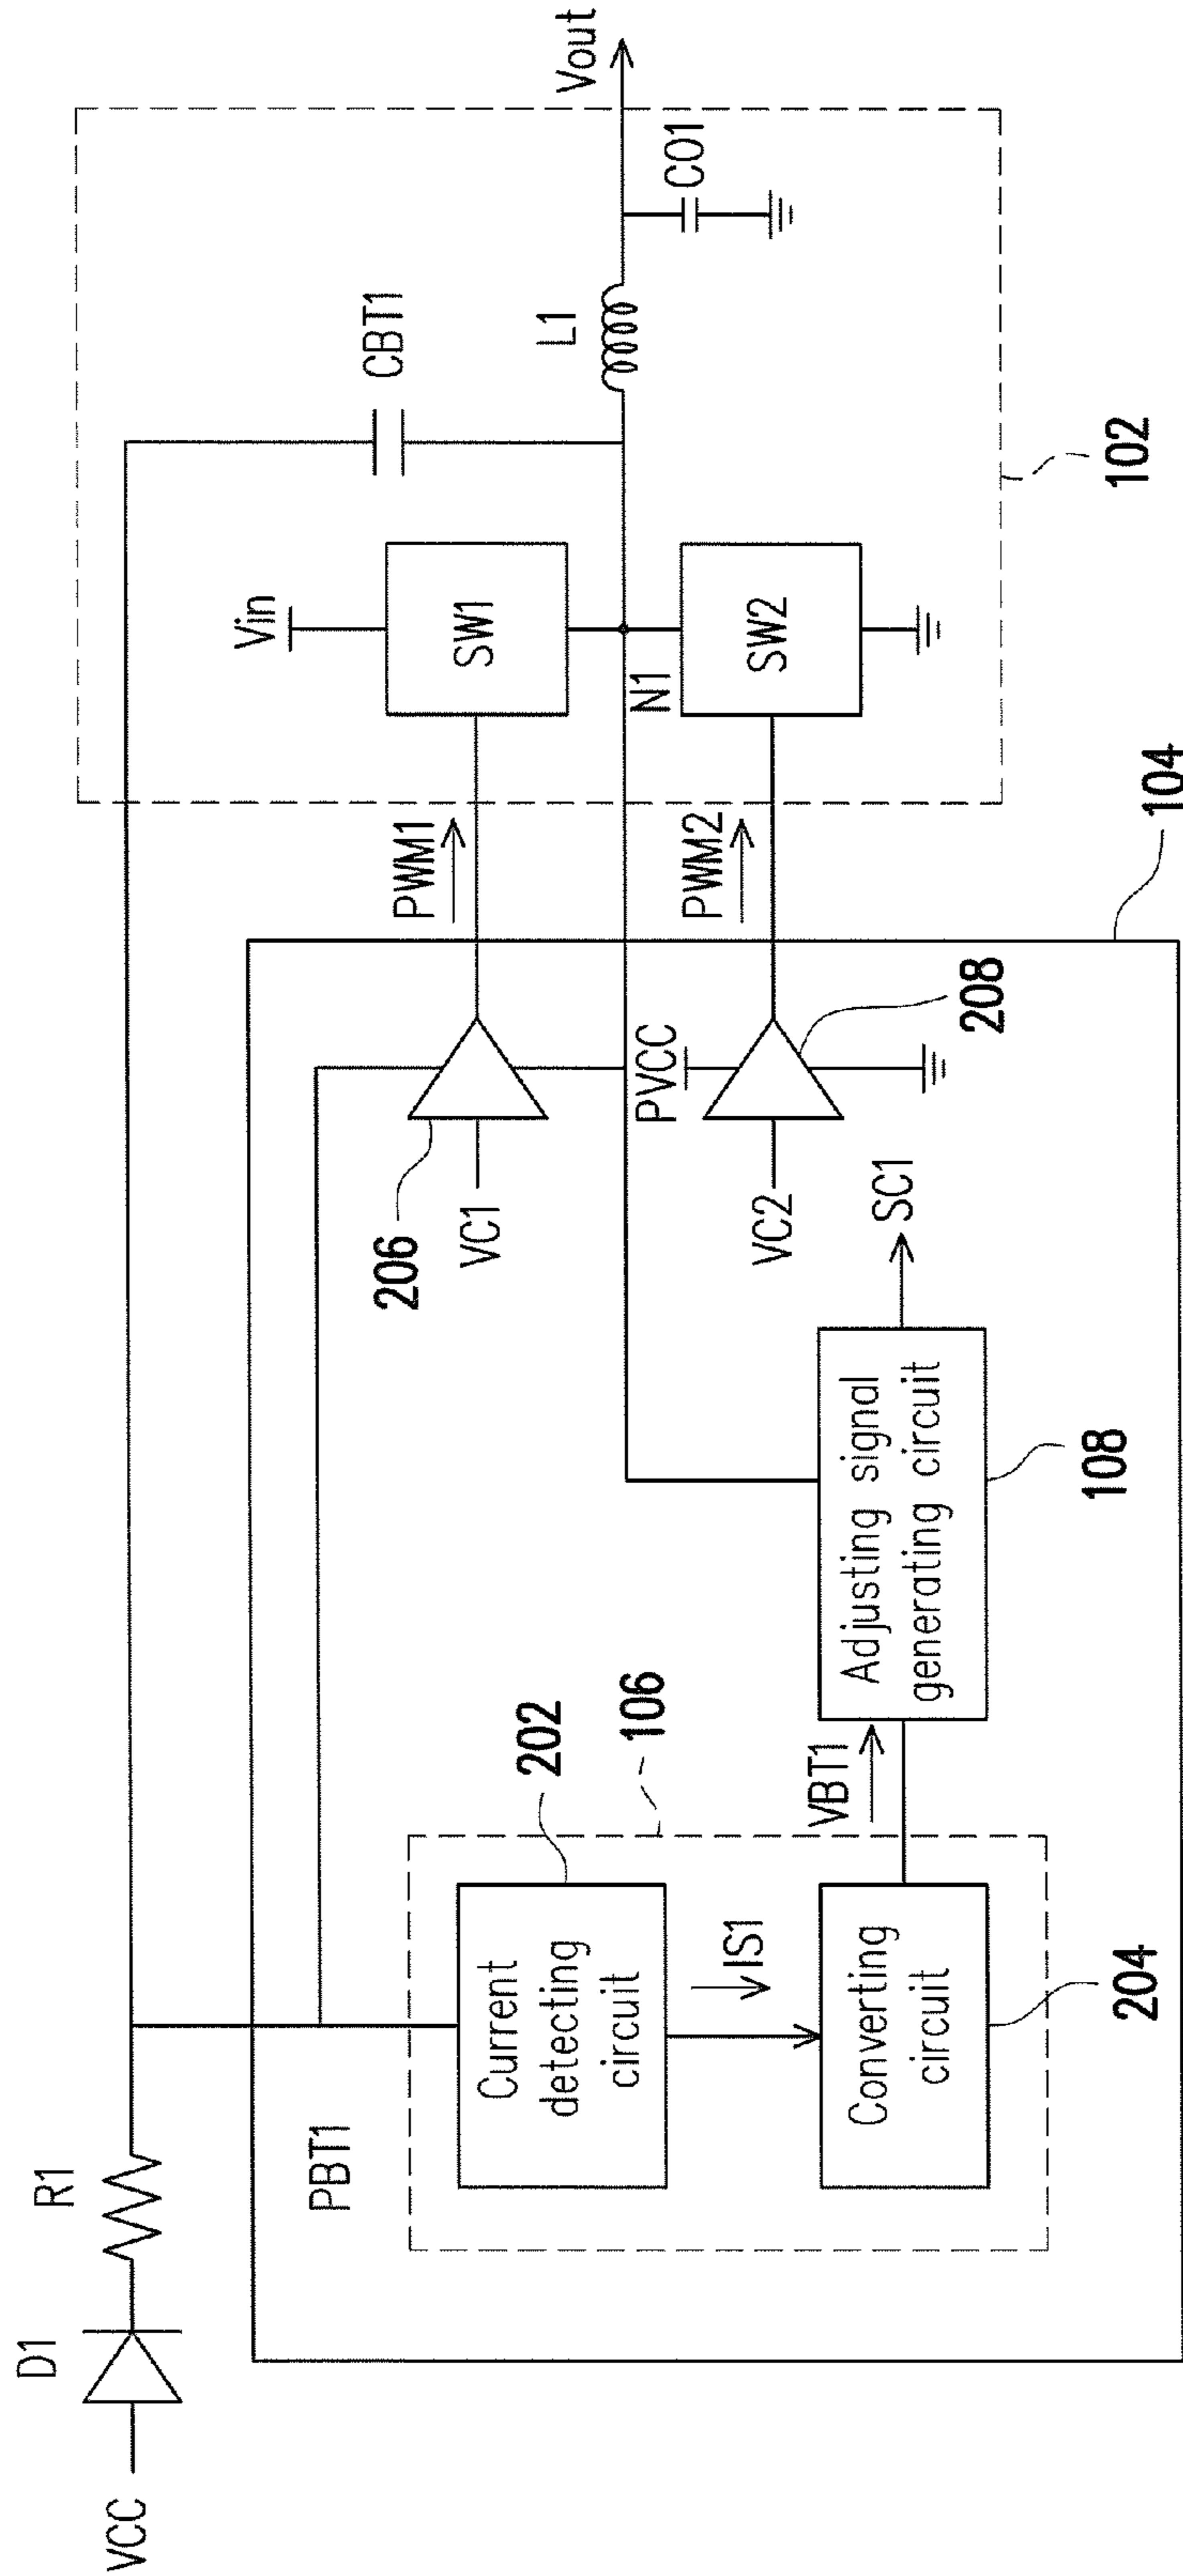 VCC
D1
R1
PBT1
CBT1
Vin
SW1
N1
SW2
L1
CO1
Vout
102
PWM1
PWM2
104
206
VC1
PVCC
208
VC2
SC1
Adjusting signal
generating circuit
108
VBT1
106
202
Current
detecting
circuit
IS1
Converting
circuit
204